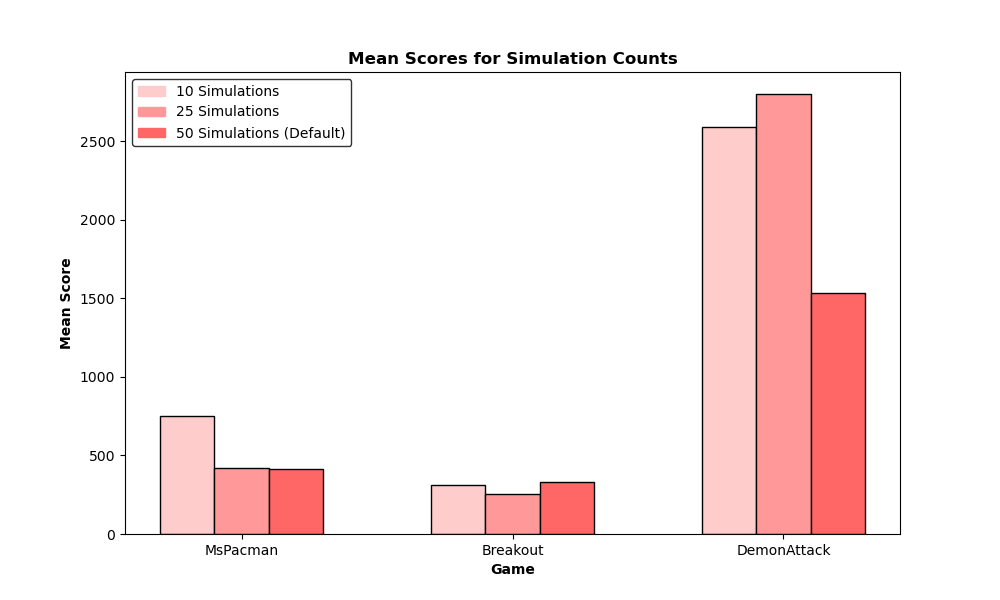 Mean Scores for Simulation Counts
10 Simulations
25 Simulations
50 Simulations (Default)
Mean Score
2500
2000
1500
1000
500
0
MsPacman Breakout DemonAttack
Game